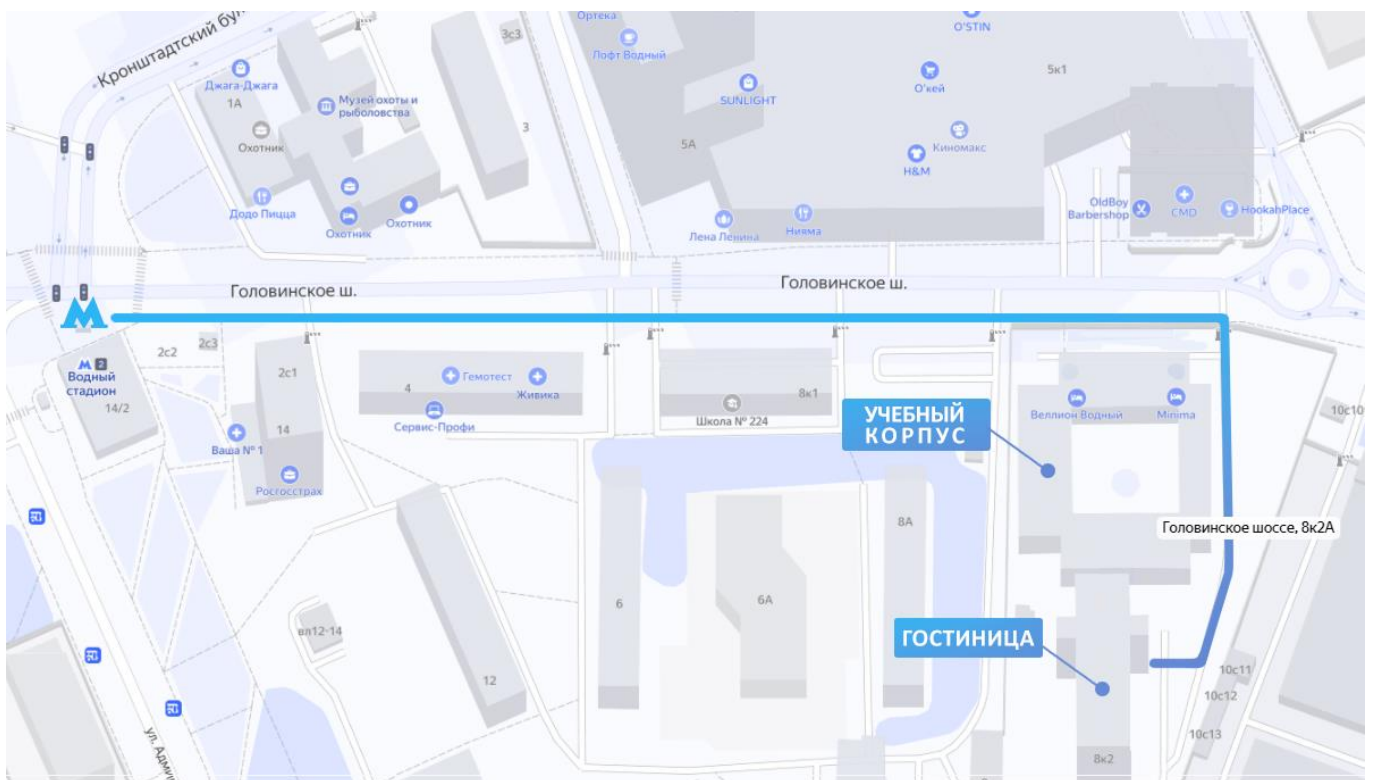 Кронштадтский бул
Джага-Джага
1А
Музей охоты и
рыболовства
Охотник
Додо Пицца
Охотник
Охотник
3с3
3
Ортека
Лофт Водный
5А
SUNLIGHT
O'STIN
О'кей
5к1
Киномакс
H&M
Лена Ленина
Нияма
OldBoy
Barbershop
CMD
HookahPlace
Головинское ш.
Головинское ш.
М 2
Водный
стадион
14/2
2с2
2с3
2с1
14
Ваша № 1
Росгосстрах
4
Гемотест
Живика
Сервис-Профи
8к1
Школа № 224
УЧЕБНЫЙ
КОРПУС
Веллион Водный
Minima
10с10
8А
Головинское шоссе, 8к2А
6
6А
вл12-14
12
ГОСТИНИЦА
10с11
10с12
10с13
8к2
ул. Адми